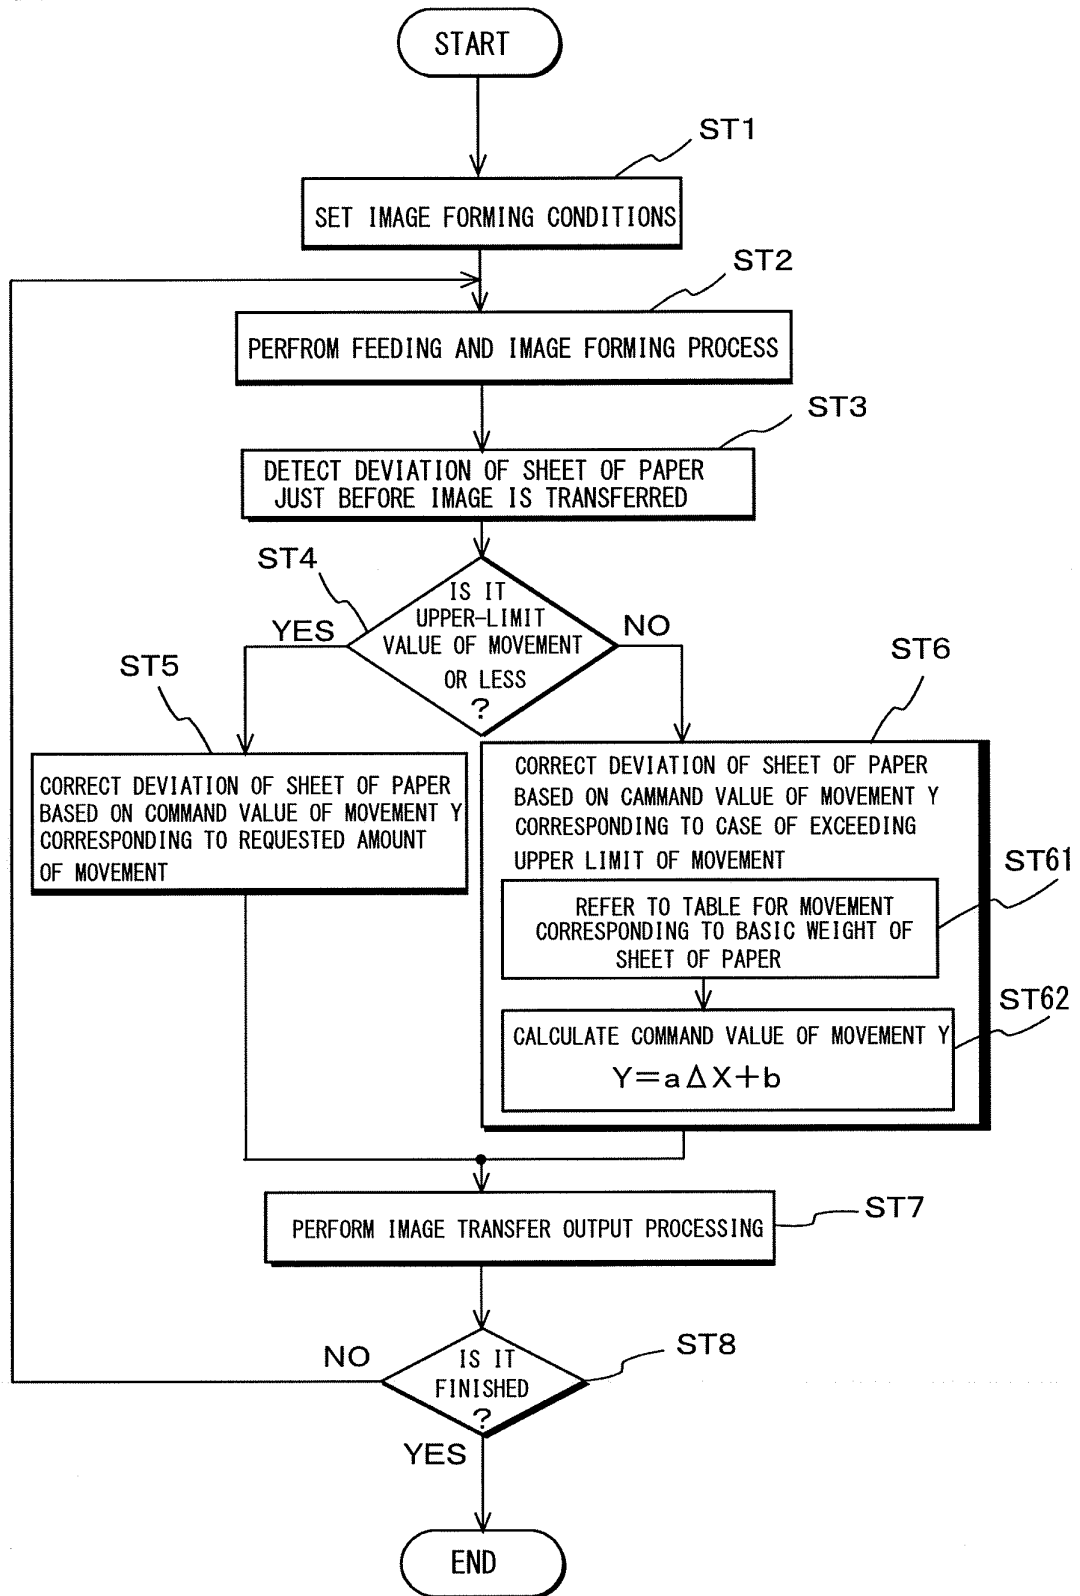 START
ST1
SET IMAGE FORMING CONDITIONS
ST2
PERFROM FEEDING AND IMAGE FORMING PROCESS
ST3
DETECT DEVIATION OF SHEET OF PAPER
JUST BEFORE IMAGE IS TRANSFERRED
ST4
IS IT
UPPER-LIMIT
VALUE OF MOVEMENT
OR LESS
?
YES
NO
ST5
CORRECT DEVIATION OF SHEET OF PAPER
BASED ON COMMAND VALUE OF MOVEMENT Y
CORRESPONDING TO REQUESTED AMOUNT
OF MOVEMENT
ST6
CORRECT DEVIATION OF SHEET OF PAPER
BASED ON CAMMAND VALUE OF MOVEMENT Y
CORRESPONDING TO CASE OF EXCEEDING
UPPER LIMIT OF MOVEMENT
ST61
REFER TO TABLE FOR MOVEMENT
CORRESPONDING TO BASIC WEIGHT OF
SHEET OF PAPER
ST62
CALCULATE COMMAND VALUE OF MOVEMENT Y
Y=aΔX+b
ST7
PERFORM IMAGE TRANSFER OUTPUT PROCESSING
ST8
NO
IS IT
FINISHED
?
YES
END